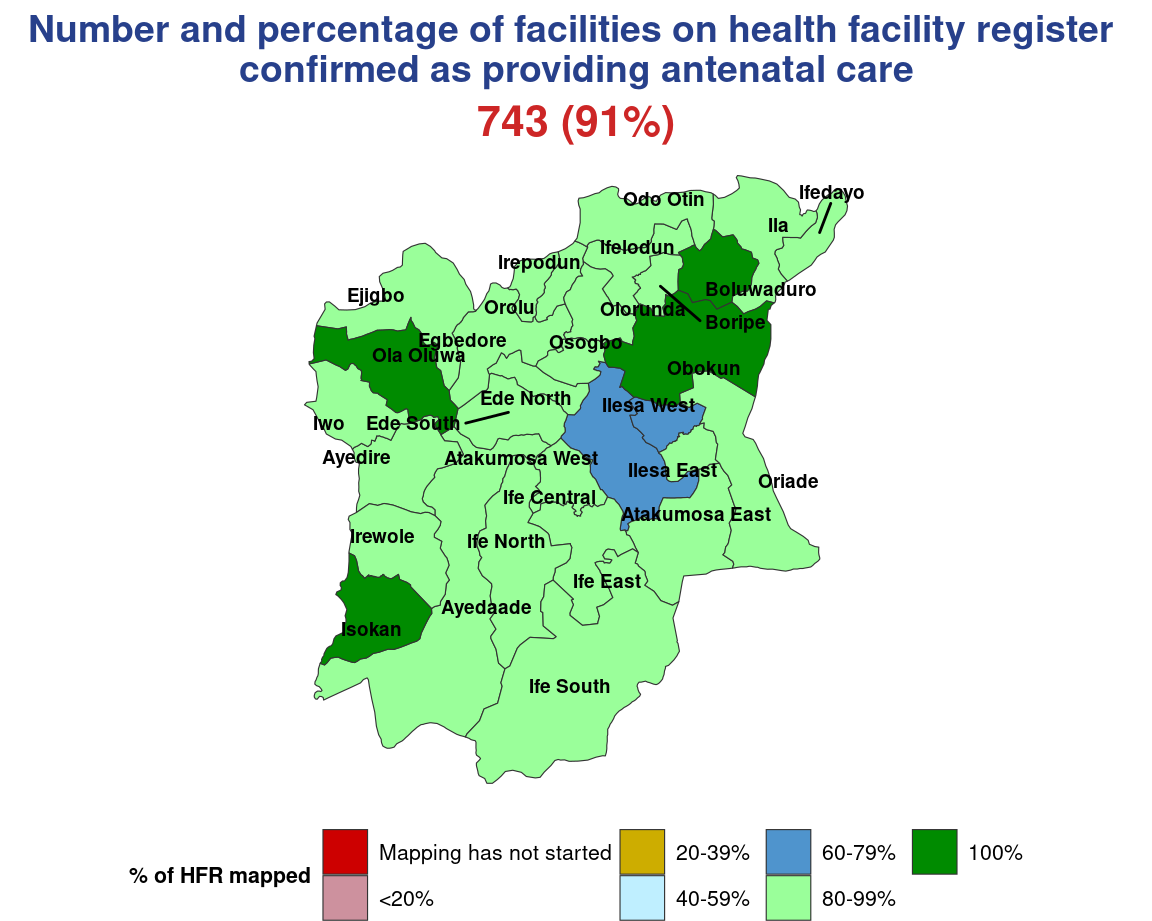 Number and percentage of facilities on health facility register
confirmed as providing antenatal care
743 (91%)
Ifedayo
Odo Otin
Ila
Ifelodun
Irepodun
Boluwaduro
Ejigbo
Orolu
Olorunda
Boripe
Egbedore
Osogbo
Ola Oluwa
Obokun
Ede North
Ilesa West
Iwo
Ede South
Ayedire
Atakumosa West
Ilesa East
Oriade
Ife Central
Atakumosa East
Irewole
Ife North
Ife East
Ayedaade
Isokan
Ife South
% of HFR mapped
Mapping has not started
<20%
20-39%
40-59%
60-79%
80-99%
100%